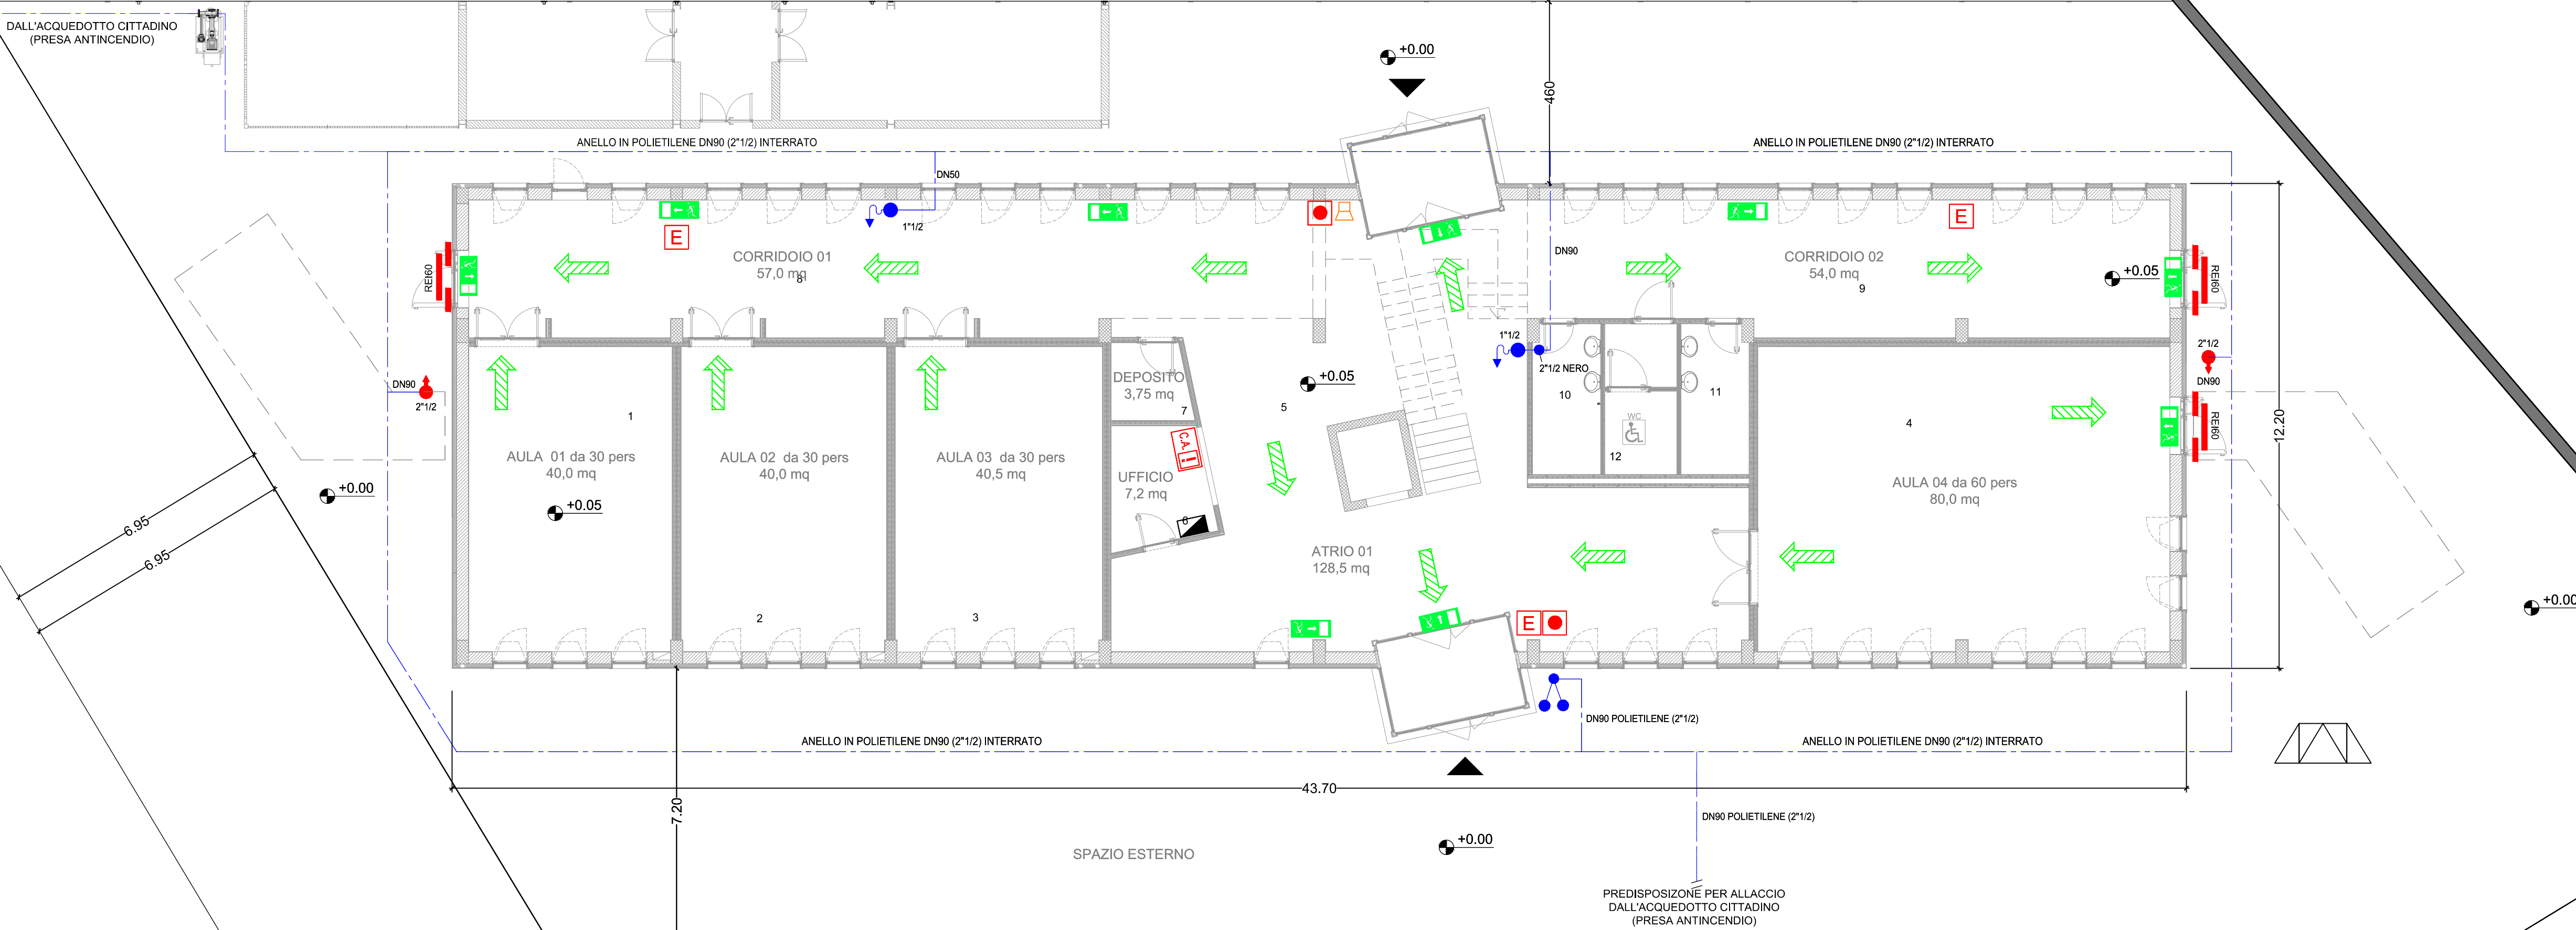 DALL'ACQUEDOTTO CITTADINO
(PRESA ANTINCENDIO)
+0.00
460
ANELLO IN POLIETILENE DN90 (2"1/2) INTERRATO
ANELLO IN POLIETILENE DN90 (2"1/2) INTERRATO
DN50
1"1/2
E
E
CORRIDOIO 01
57,0 mq
8
DN90
CORRIDOIO 02
54,0 mq
9
+0.05
REI60
REI60
DN90
2"1/2
1"1/2
2"1/2 NERO
2"1/2
DN90
REI60
DEPOSITO
3,75 mq
7
+0.05
5
10
11
WC
12
1
4
12.20
AULA 01 da 30 pers
40,0 mq
+0.05
AULA 02 da 30 pers
40,0 mq
AULA 03 da 30 pers
40,5 mq
UFFICIO
7,2 mq
C.A.
!
6
AULA 04 da 60 pers
80,0 mq
+0.00
6.95
6.95
ATRIO 01
128,5 mq
+0.00
2
3
E
DN90 POLIETILENE (2"1/2)
ANELLO IN POLIETILENE DN90 (2"1/2) INTERRATO
ANELLO IN POLIETILENE DN90 (2"1/2) INTERRATO
43.70
7.20
DN90 POLIETILENE (2"1/2)
+0.00
SPAZIO ESTERNO
PREDISPOSIZONE PER ALLACCIO
DALL'ACQUEDOTTO CITTADINO
(PRESA ANTINCENDIO)